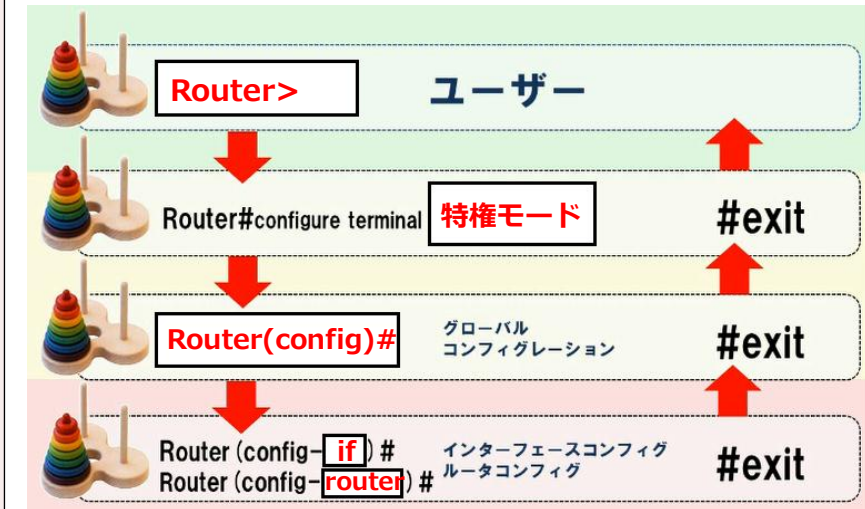 Router> ユーザー
Router#configure terminal 特権モード #exit
Router(config)# グローバル
コンフィグレーション #exit
Router(config-if)# インターフェースコンフィグ
Router(config-router)# ルータコンフィグ #exit